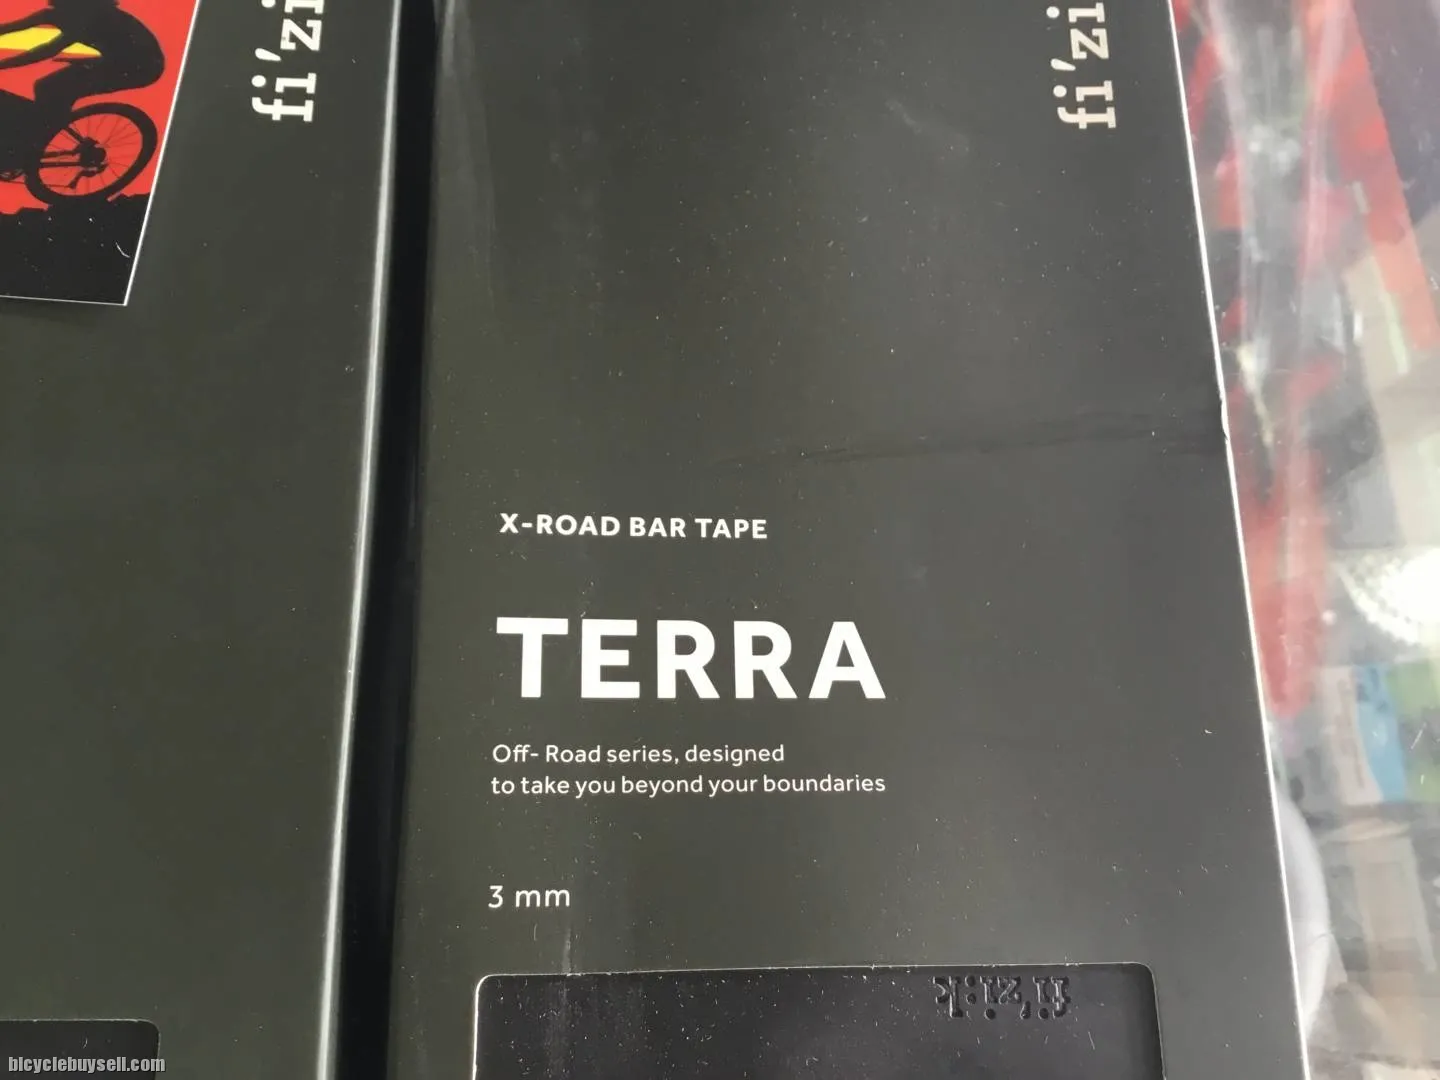 fi'zi
fi'zi
X-ROAD BAR TAPE
TERRA
Off- Road series, designed
to take you beyond your boundaries
3 mm
fi'zi:k
bicyclebuysell.com